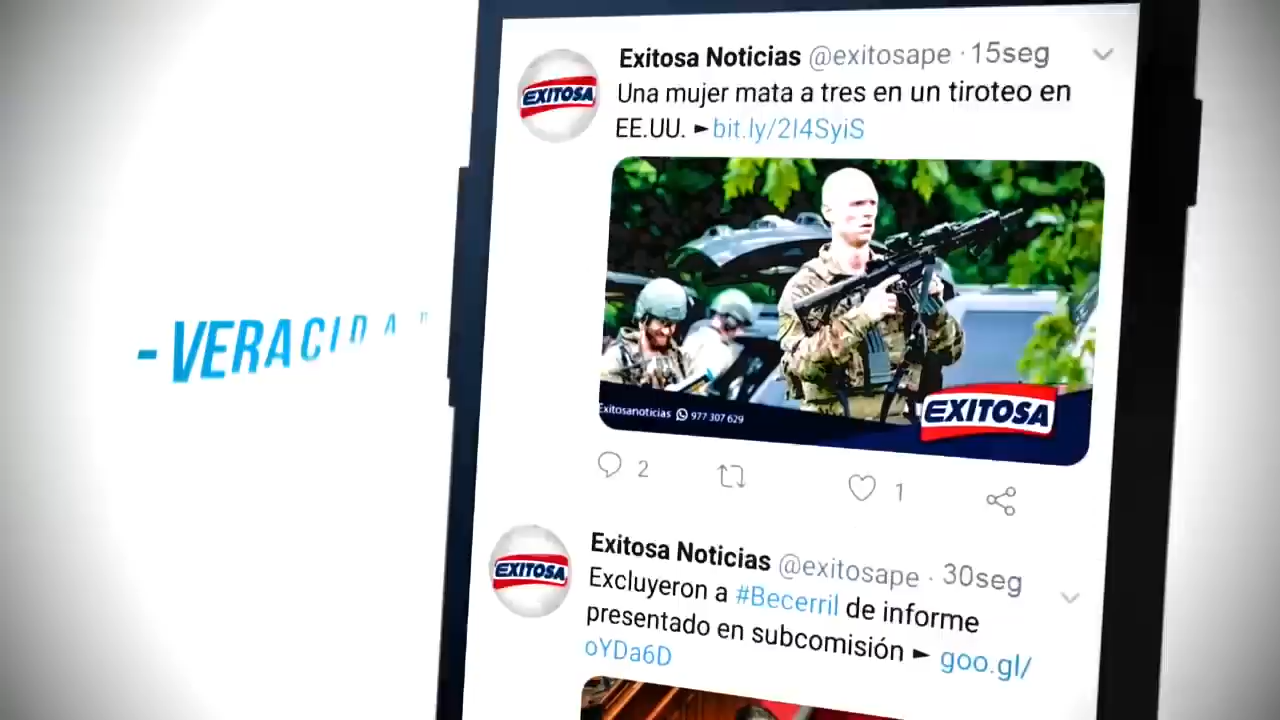 - VERACIDA
Exitosa Noticias @exitosape · 15seg
Una mujer mata a tres en un tiroteo en
EE.UU. ►bit.ly/2I4SyiS
EXITOSA
Exitosanoticias 977 307 629
EXITOSA
2
1
Exitosa Noticias @exitosape · 30seg
Excluyeron a #Becerril de informe
presentado en subcomisión ► goo.gl/
oYDa6D
EXITOSA